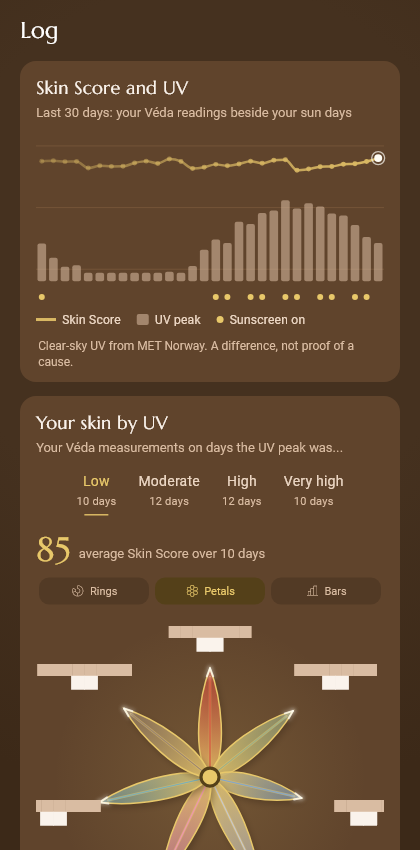 Log
Skin Score and UV
Last 30 days: your Véda readings beside your sun days
Skin Score
UV peak
Sunscreen on
Clear-sky UV from MET Norway. A difference, not proof of a
cause.
Your skin by UV
Your Véda measurements on days the UV peak was...
Low
Moderate
High
Very high
10 days
12 days
12 days
10 days
85 average Skin Score over 10 days
Rings
Petals
Bars